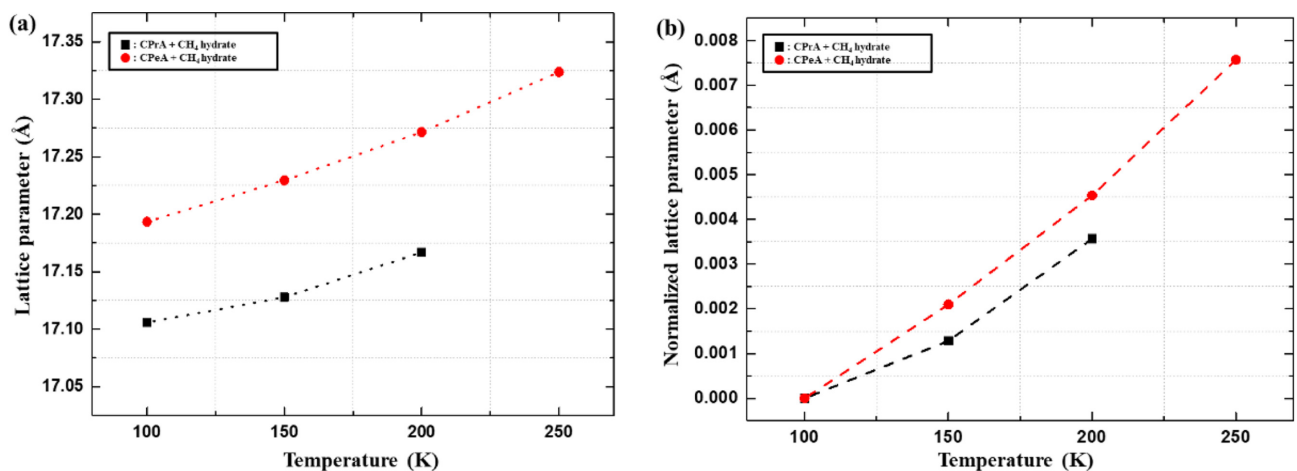 (a)
■ : CPrA + CH₄ hydrate
● : CPeA + CH₄ hydrate
17.35
17.30
17.25
17.20
17.15
17.10
17.05
Lattice parameter (Å)
100 150 200 250
Temperature (K)
(b)
■ : CPrA + CH₄ hydrate
● : CPeA + CH₄ hydrate
0.008
0.007
0.006
0.005
0.004
0.003
0.002
0.001
0.000
Normalized lattice parameter (Å)
100 150 200 250
Temperature (K)